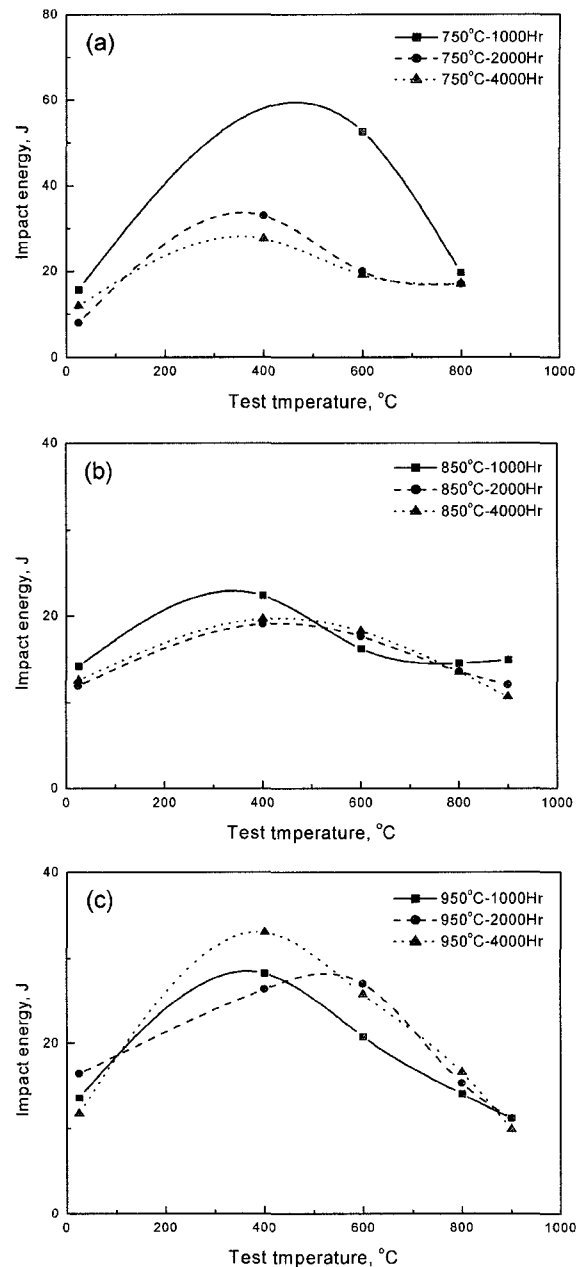 (a)
750°C-1000Hr
750°C-2000Hr
750°C-4000Hr
80
60
40
20
0
Impact energy, J
0 200 400 600 800 1000
Test tmperature, °C
(b)
850°C-1000Hr
850°C-2000Hr
850°C-4000Hr
40
20
0
Impact energy, J
0 200 400 600 800 1000
Test tmperature, °C
(c)
950°C-1000Hr
950°C-2000Hr
950°C-4000Hr
40
30
20
10
0
Impact energy, J
0 200 400 600 800 1000
Test tmperature, °C